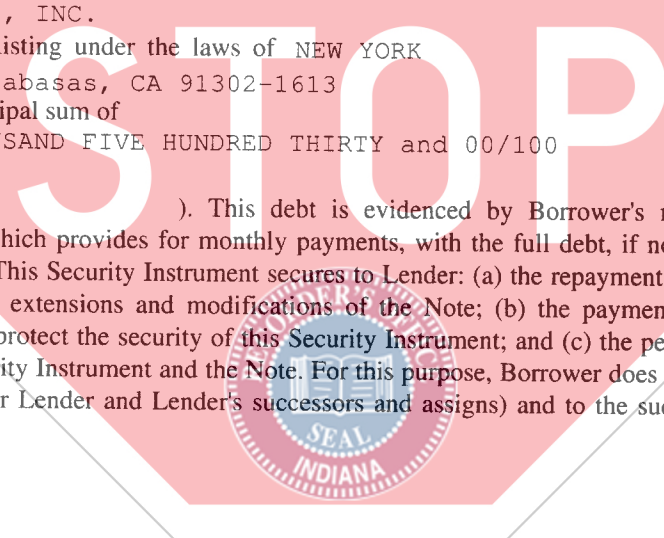 , INC.
isting under the laws of NEW YORK
abasas, CA 91302-1613
ipal sum of
SAND FIVE HUNDRED THIRTY and 00/100
). This debt is evidenced by Borrower's
hich provides for monthly payments, with the full debt, if
This Security Instrument secures to Lender: (a) the repayment
extensions and modifications of the Note; (b) the paymen
protect the security of this Security Instrument; and (c) the pe
ity Instrument and the Note. For this purpose, Borrower does
r Lender and Lender's successors and assigns) and to the su
STOP
RECORDER'S OFFICE
SEAL
INDIANA